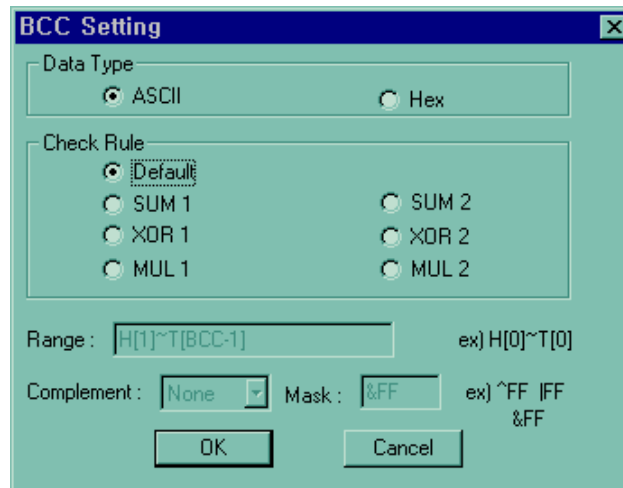 BCC Setting
Data Type
ASCII Hex
Check Rule
Default
SUM 1 SUM 2
XOR 1 XOR 2
MUL 1 MUL 2
Range : H[1]~T[BCC-1] ex) H[0]~T[0]
Complement : None Mask : &FF ex) ^FF |FF
&FF
OK Cancel